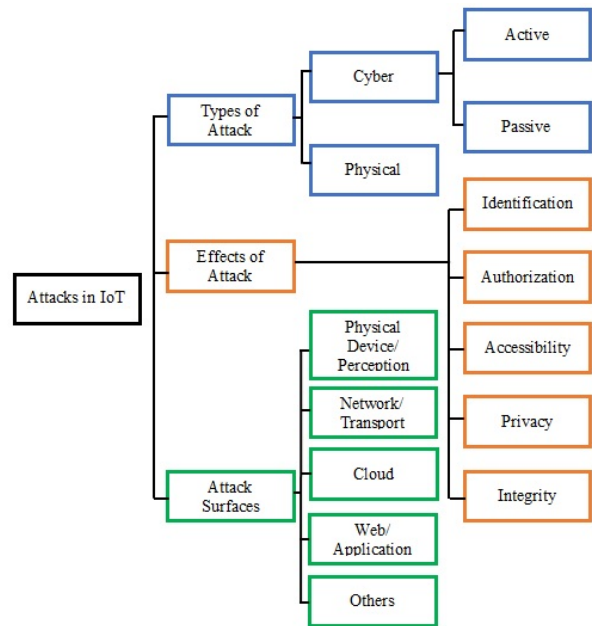 Attacks in IoT
Types of
Attack
Cyber
Active
Passive
Physical
Effects of
Attack
Identification
Authorization
Accessibility
Privacy
Integrity
Attack
Surfaces
Physical
Device/
Perception
Network/
Transport
Cloud
Web/
Application
Others